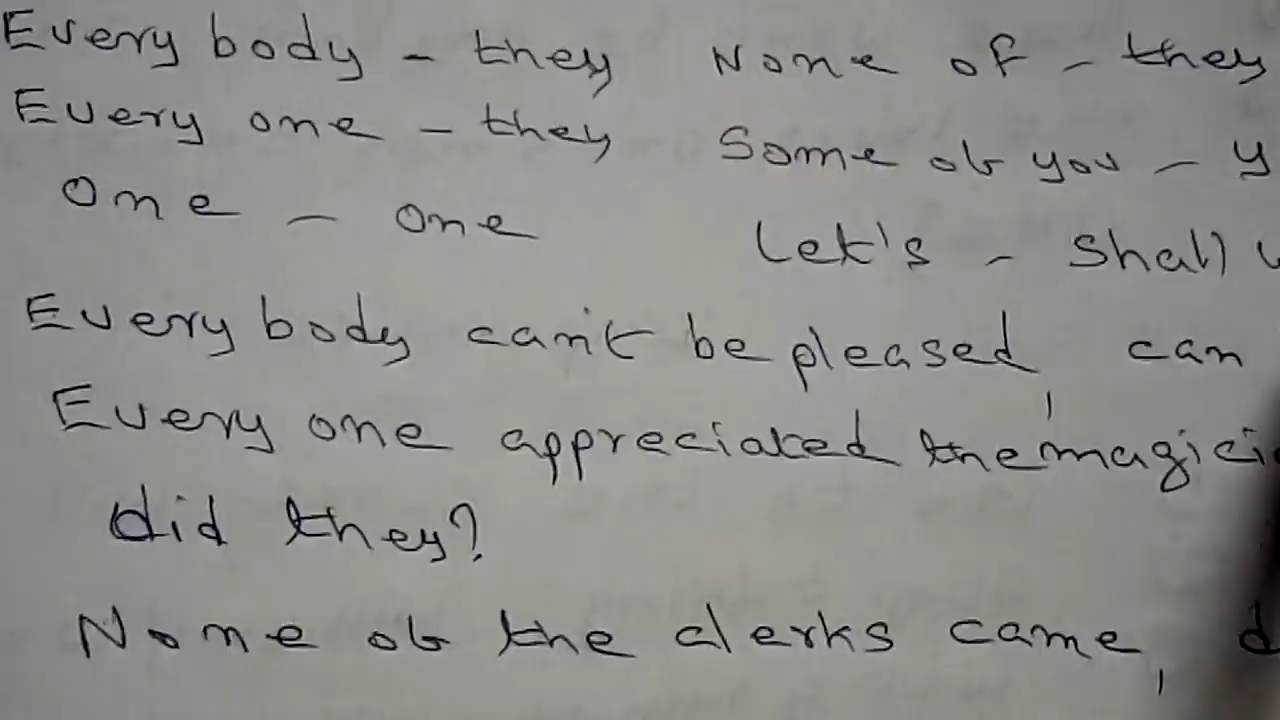 Every body - they None of - they
Every one - they Some of you - y
One - one Let's - Shall
Every body can't be pleased, can
Every one appreciated the magici
did they?
None of the clerks came, d